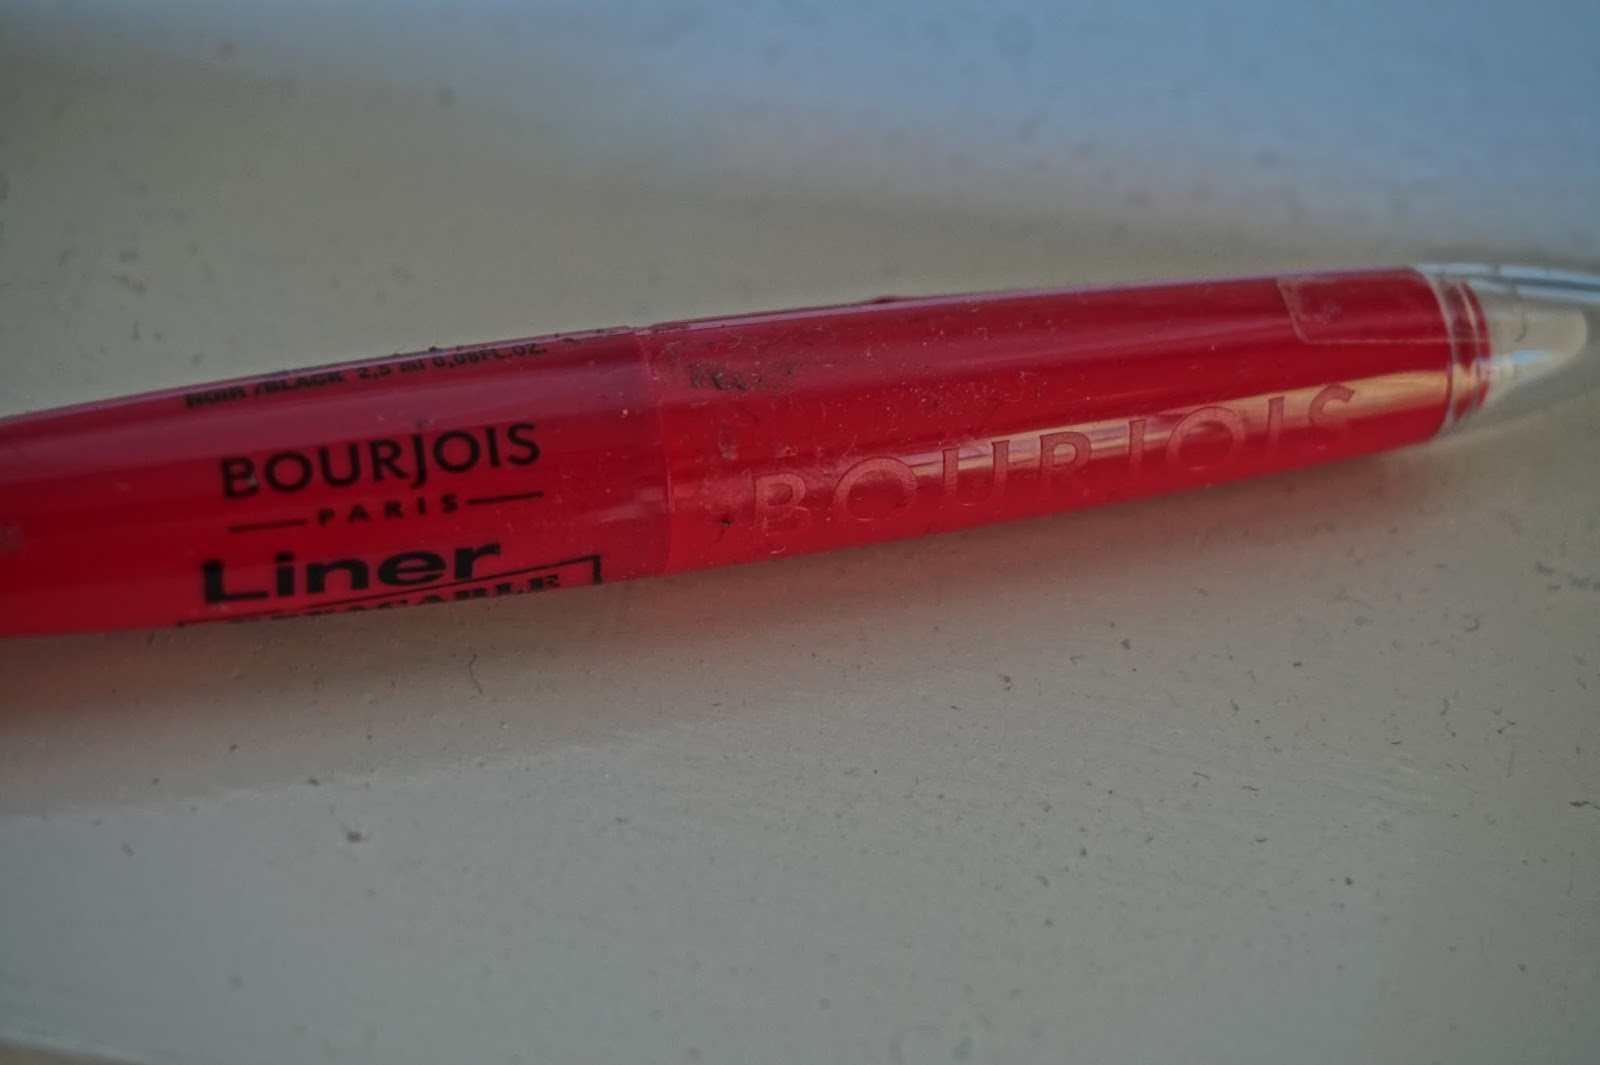 NOIR /BLACK 2,5 ml 0,08FL.OZ.
BOURJOIS
PARIS
Liner
BOURJOIS